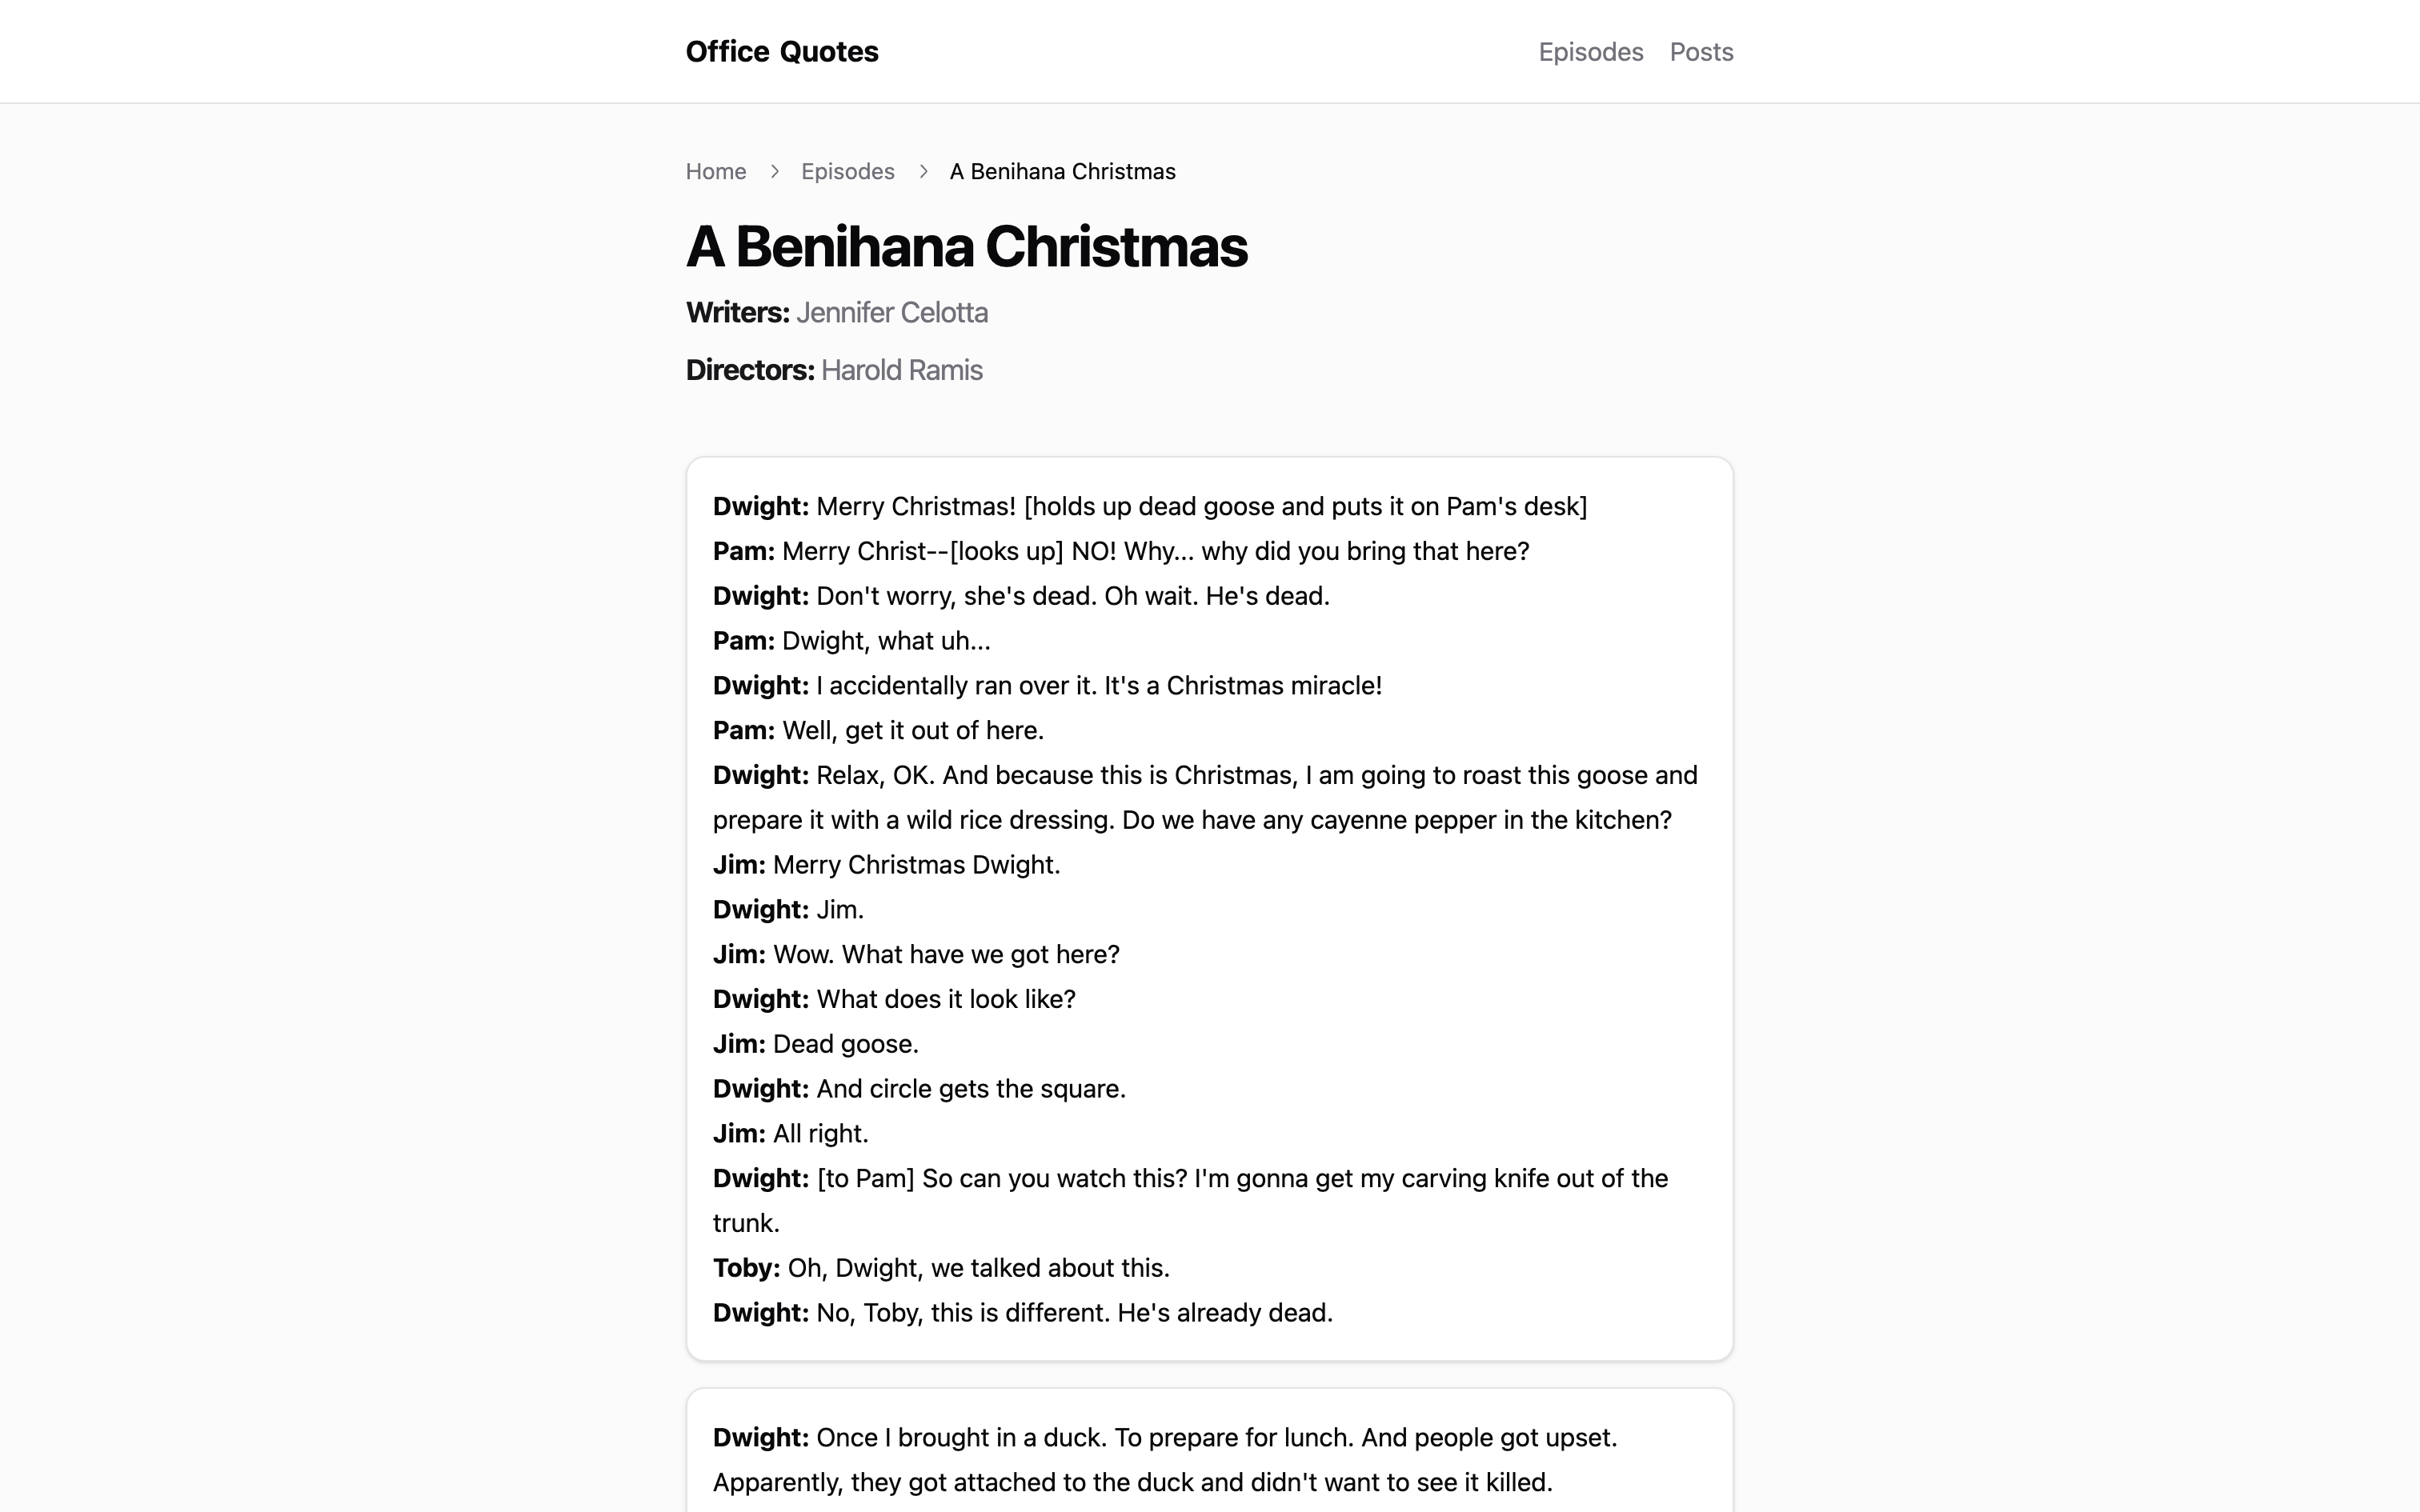 Office Quotes
Episodes Posts
Home > Episodes > A Benihana Christmas
A Benihana Christmas
Writers: Jennifer Celotta
Directors: Harold Ramis
Dwight: Merry Christmas! [holds up dead goose and puts it on Pam's desk]
Pam: Merry Christ--[looks up] NO! Why... why did you bring that here?
Dwight: Don't worry, she's dead. Oh wait. He's dead.
Pam: Dwight, what uh...
Dwight: I accidentally ran over it. It's a Christmas miracle!
Pam: Well, get it out of here.
Dwight: Relax, OK. And because this is Christmas, I am going to roast this goose and
prepare it with a wild rice dressing. Do we have any cayenne pepper in the kitchen?
Jim: Merry Christmas Dwight.
Dwight: Jim.
Jim: Wow. What have we got here?
Dwight: What does it look like?
Jim: Dead goose.
Dwight: And circle gets the square.
Jim: All right.
Dwight: [to Pam] So can you watch this? I'm gonna get my carving knife out of the
trunk.
Toby: Oh, Dwight, we talked about this.
Dwight: No, Toby, this is different. He's already dead.
Dwight: Once I brought in a duck. To prepare for lunch. And people got upset.
Apparently, they got attached to the duck and didn't want to see it killed.